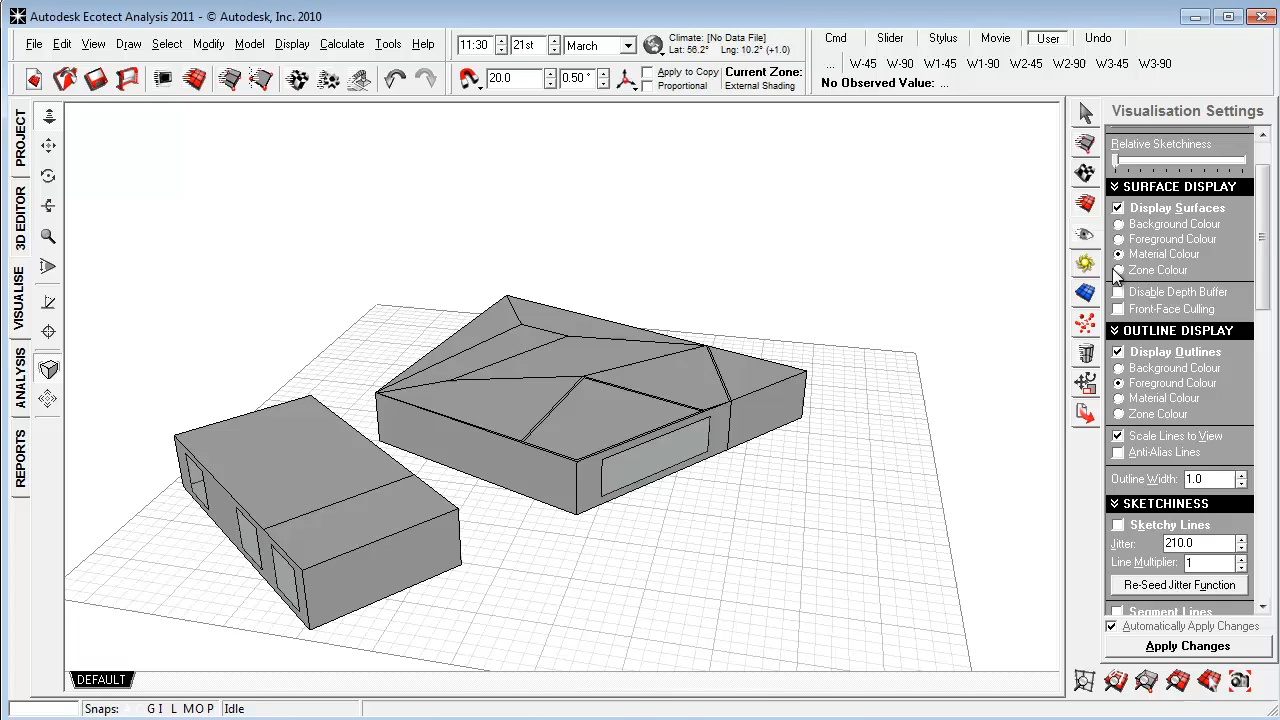 Autodesk Ecotect Analysis 2011 - © Autodesk, Inc. 2010
File Edit View Draw Select Modify Model Display Calculate Tools Help
11:30 21st March
Climate: [No Data File]
Lat: 56.2° Lng: 10.2° (+1.0)
Cmd Slider Stylus Movie User Undo
... W-45 W-90 W1-45 W1-90 W2-45 W2-90 W3-45 W3-90
20.0 0.50 °
Apply to Copy
Proportional
Current Zone:
External Shading
No Observed Value: ...
PROJECT
3D EDITOR
VISUALISE
ANALYSIS
REPORTS
Visualisation Settings
Relative Sketchiness
SURFACE DISPLAY
Display Surfaces
Background Colour
Foreground Colour
Material Colour
Zone Colour
Disable Depth Buffer
Front-Face Culling
OUTLINE DISPLAY
Display Outlines
Background Colour
Foreground Colour
Material Colour
Zone Colour
Scale Lines to View
Anti-Alias Lines
Outline Width: 1.0
SKETCHINESS
Sketchy Lines
Jitter: 210.0
Line Multiplier: 1
Re-Seed Jitter Function
Segment Lines
Automatically Apply Changes
Apply Changes
DEFAULT
Snaps: G I L M O P Idle